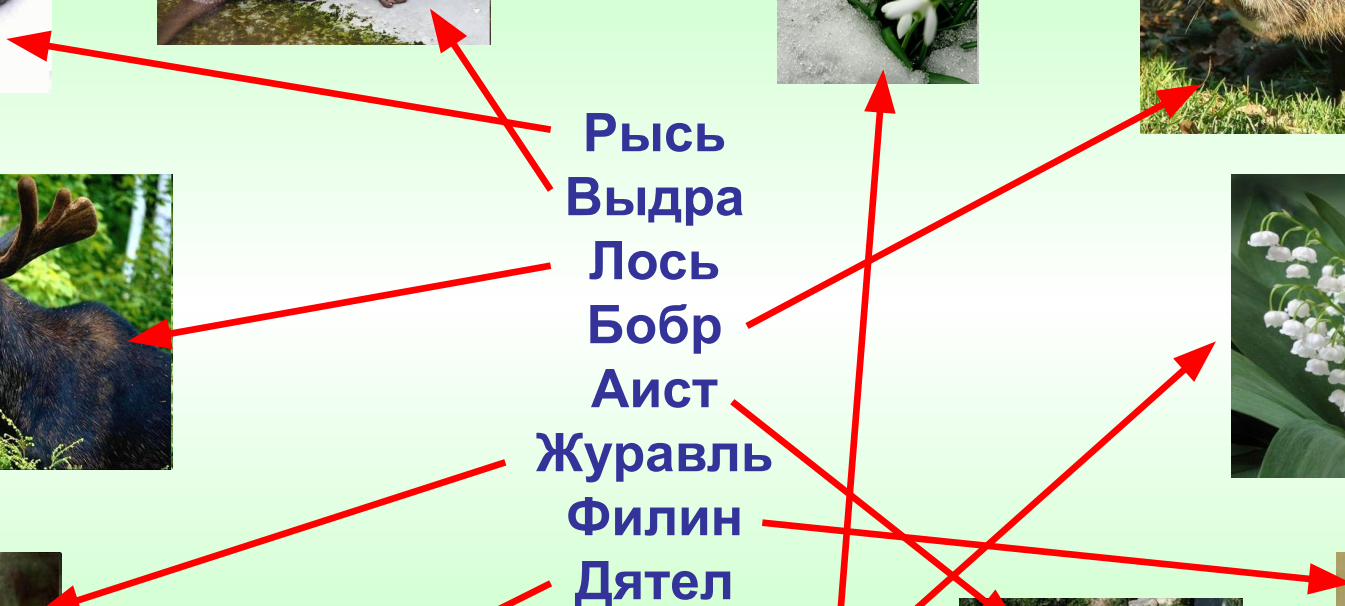 Рысь
Выдра
Лось
Бобр
Аист
Журавль
Филин
Дятел